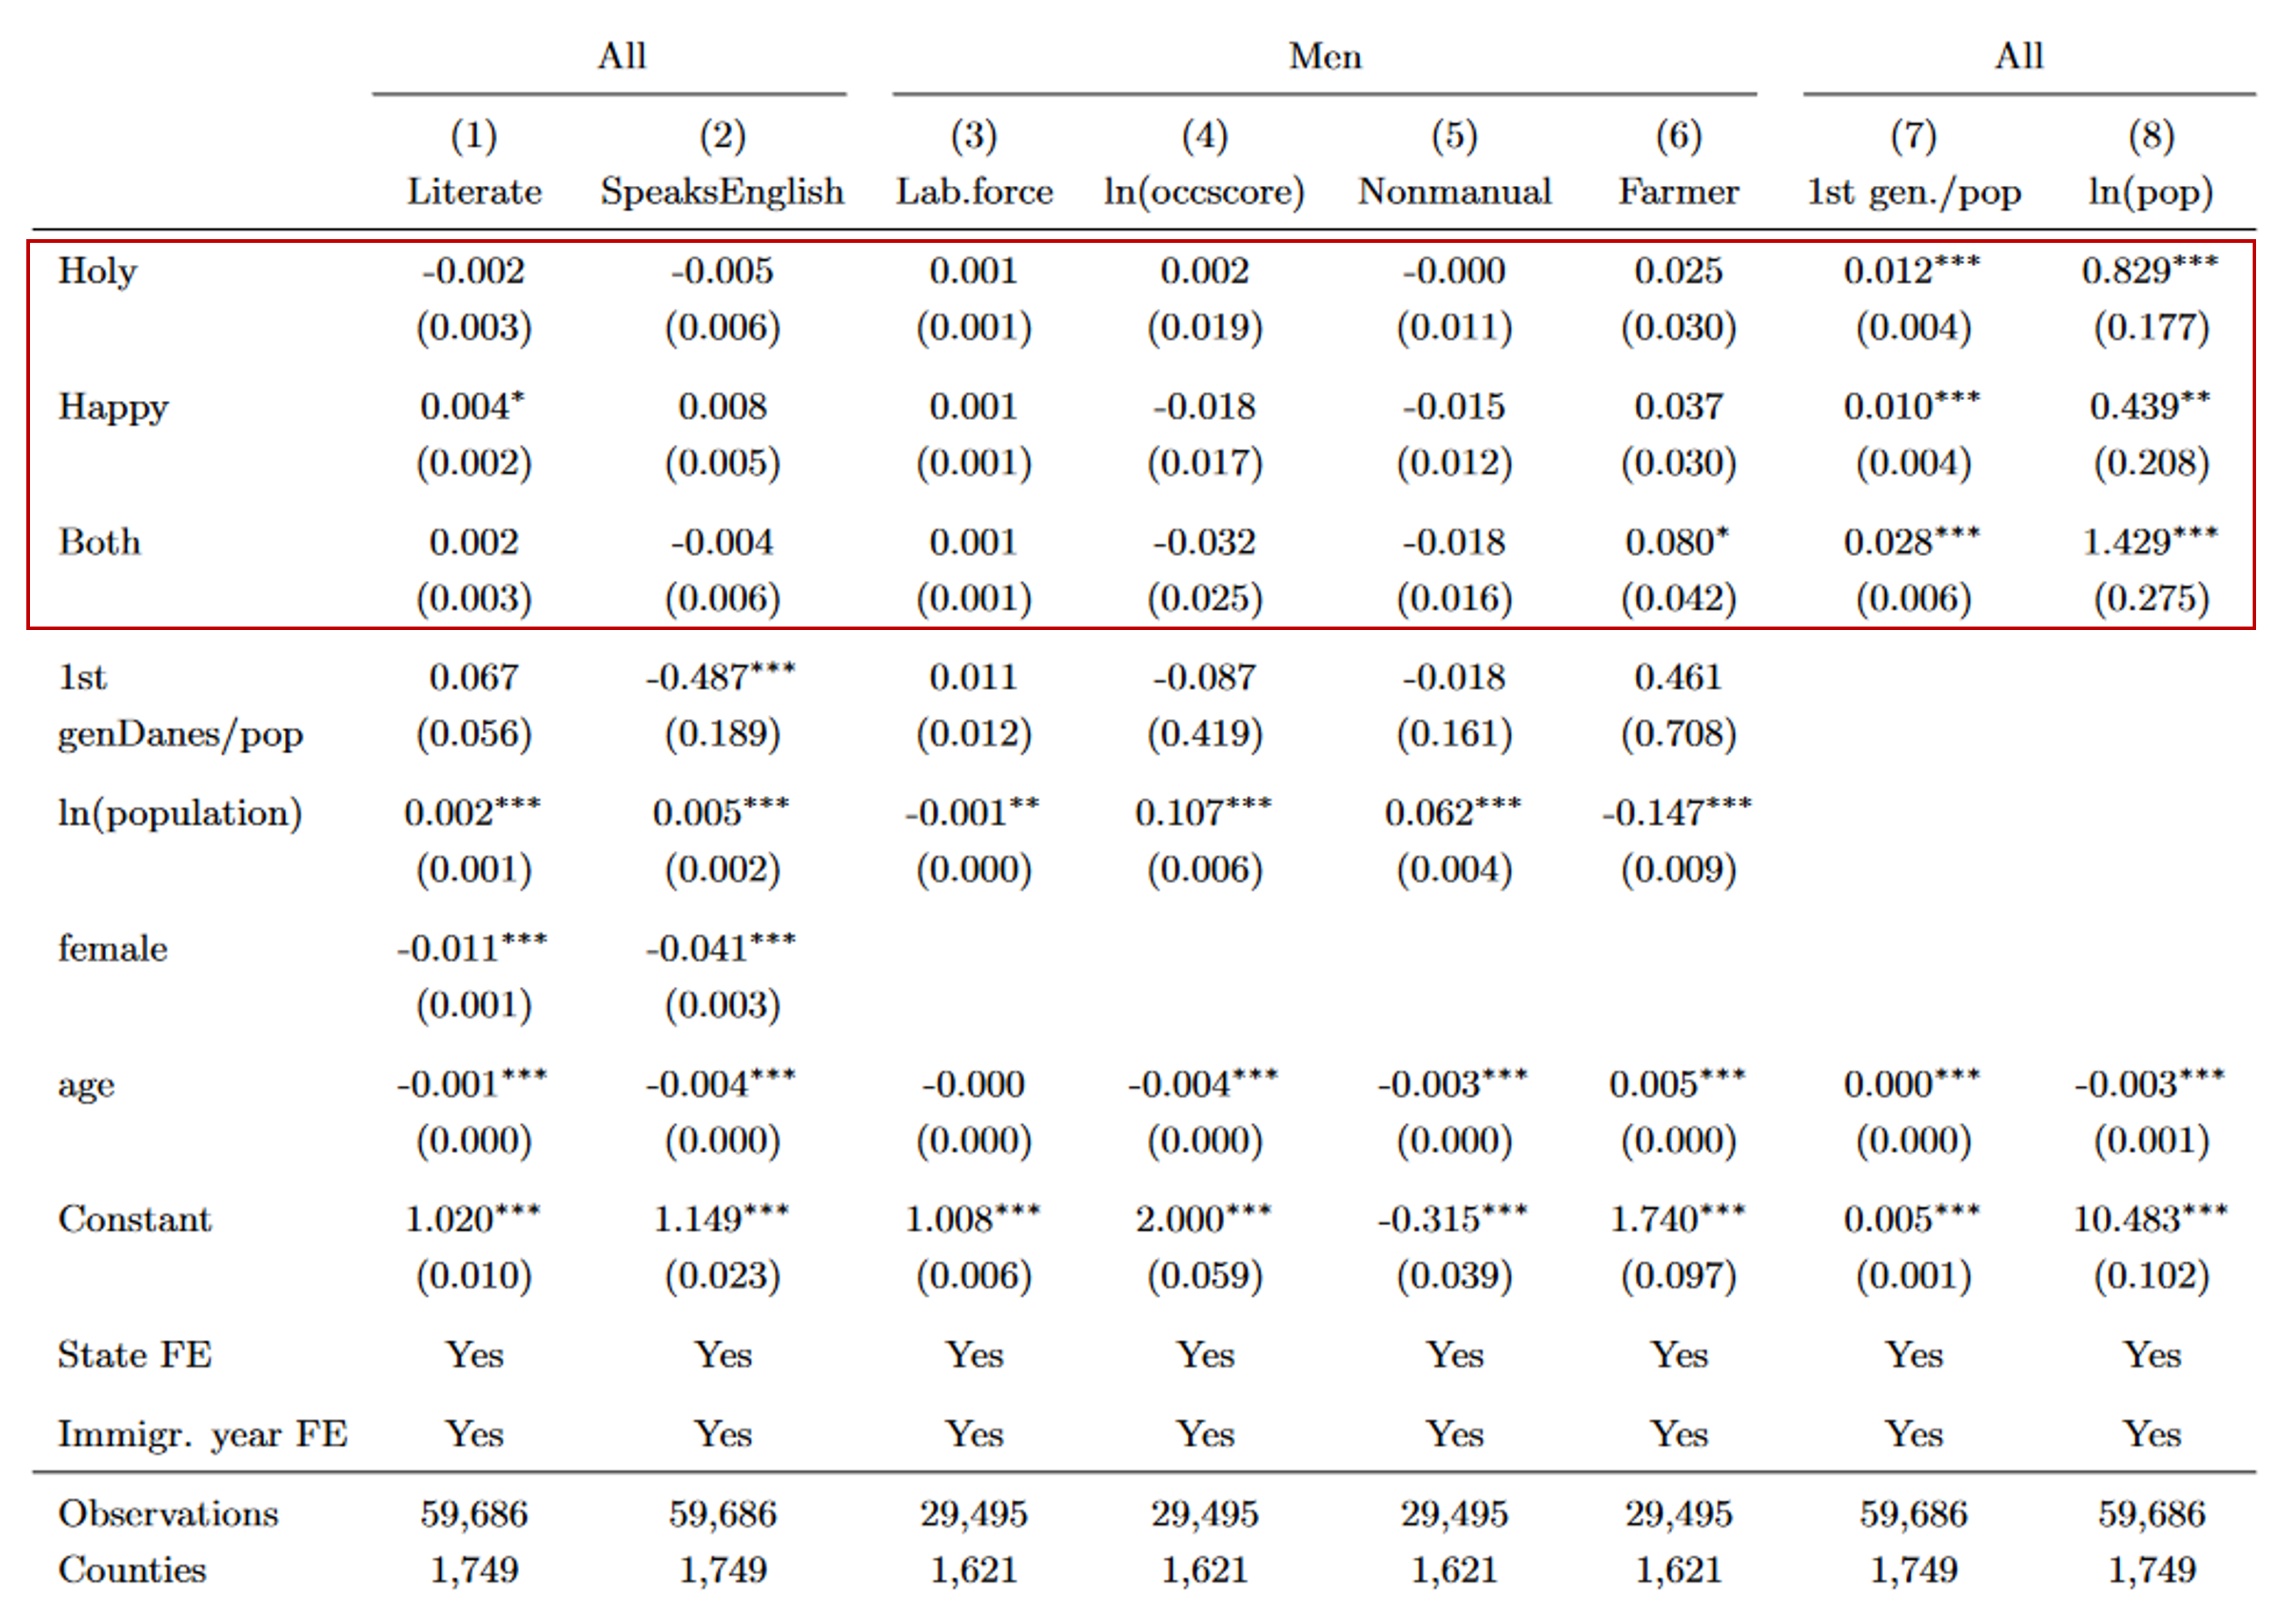 All Men All
(1) (2) (3) (4) (5) (6) (7) (8)
Literate SpeaksEnglish Lab.force ln(occscore) Nonmanual Farmer 1st gen./pop ln(pop)
Holy -0.002 -0.005 0.001 0.002 -0.000 0.025 0.012*** 0.829***
(0.003) (0.006) (0.001) (0.019) (0.011) (0.030) (0.004) (0.177)
Happy 0.004* 0.008 0.001 -0.018 -0.015 0.037 0.010*** 0.439**
(0.002) (0.005) (0.001) (0.017) (0.012) (0.030) (0.004) (0.208)
Both 0.002 -0.004 0.001 -0.032 -0.018 0.080* 0.028*** 1.429***
(0.003) (0.006) (0.001) (0.025) (0.016) (0.042) (0.006) (0.275)
1st 0.067 -0.487*** 0.011 -0.087 -0.018 0.461
genDanes/pop (0.056) (0.189) (0.012) (0.419) (0.161) (0.708)
ln(population) 0.002*** 0.005*** -0.001** 0.107*** 0.062*** -0.147***
(0.001) (0.002) (0.000) (0.006) (0.004) (0.009)
female -0.011*** -0.041***
(0.001) (0.003)
age -0.001*** -0.004*** -0.000 -0.004*** -0.003*** 0.005*** 0.000*** -0.003***
(0.000) (0.000) (0.000) (0.000) (0.000) (0.000) (0.000) (0.001)
Constant 1.020*** 1.149*** 1.008*** 2.000*** -0.315*** 1.740*** 0.005*** 10.483***
(0.010) (0.023) (0.006) (0.059) (0.039) (0.097) (0.001) (0.102)
State FE Yes Yes Yes Yes Yes Yes Yes Yes
Immigr. year FE Yes Yes Yes Yes Yes Yes Yes Yes
Observations 59,686 59,686 29,495 29,495 29,495 29,495 59,686 59,686
Counties 1,749 1,749 1,621 1,621 1,621 1,621 1,749 1,749